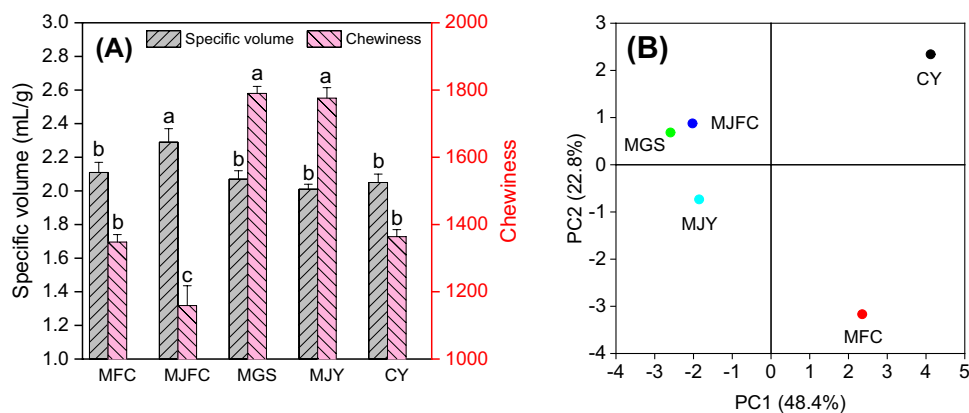 (A)
Specific volume
Chewiness
Specific volume (mL/g)
3.0
2.8
2.6
2.4
2.2
2.0
1.8
1.6
1.4
1.2
1.0
b
b
a
c
b
a
b
a
b
b
MFC
MJFC
MGS
MJY
CY
2000
1800
1600
1400
1200
1000
Chewiness
(B)
PC2 (22.8%)
3
2
1
0
-1
-2
-3
-4
CY
MJFC
MGS
MJY
MFC
-4
-3
-2
-1
0
1
2
3
4
5
PC1 (48.4%)